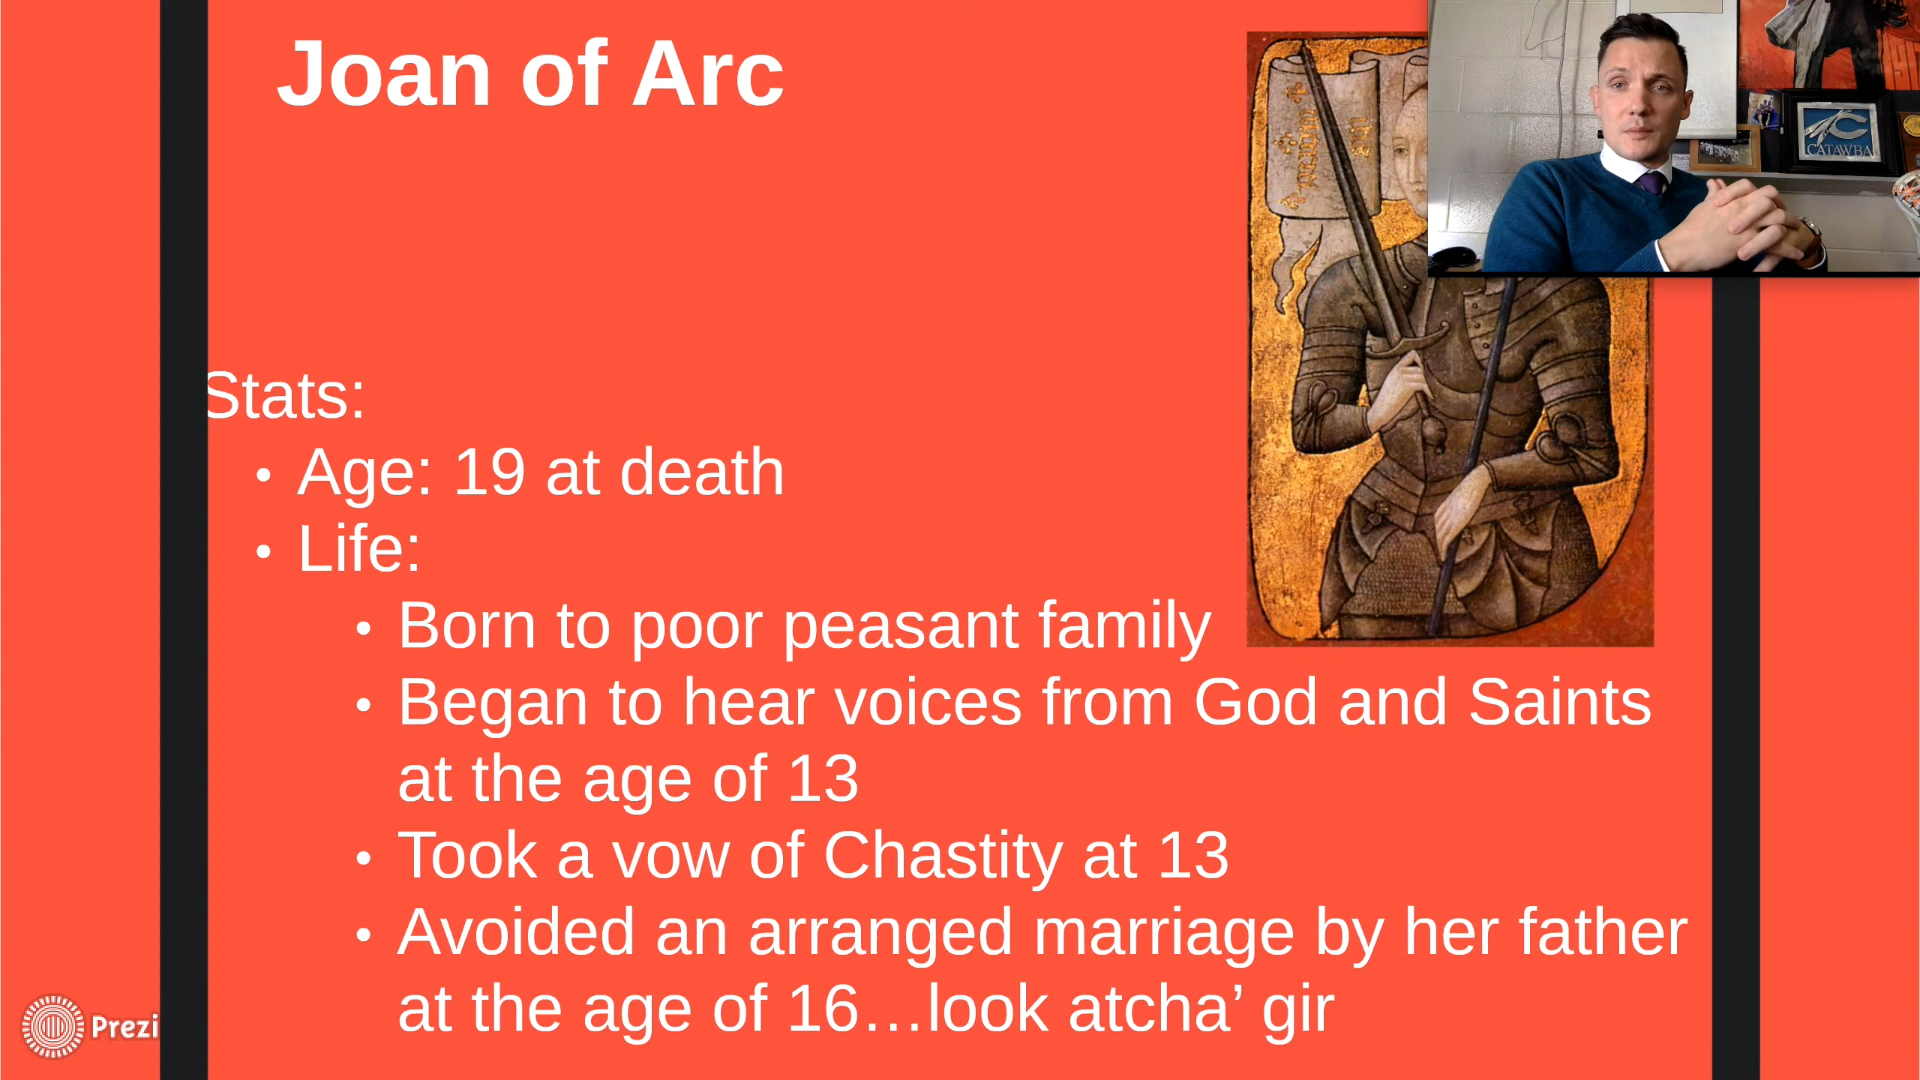 Joan of Arc
CATAWBA
Stats:
• Age: 19 at death
• Life:
• Born to poor peasant family
• Began to hear voices from God and Saints
at the age of 13
• Took a vow of Chastity at 13
• Avoided an arranged marriage by her father
at the age of 16…look atcha’ gir
Prezi